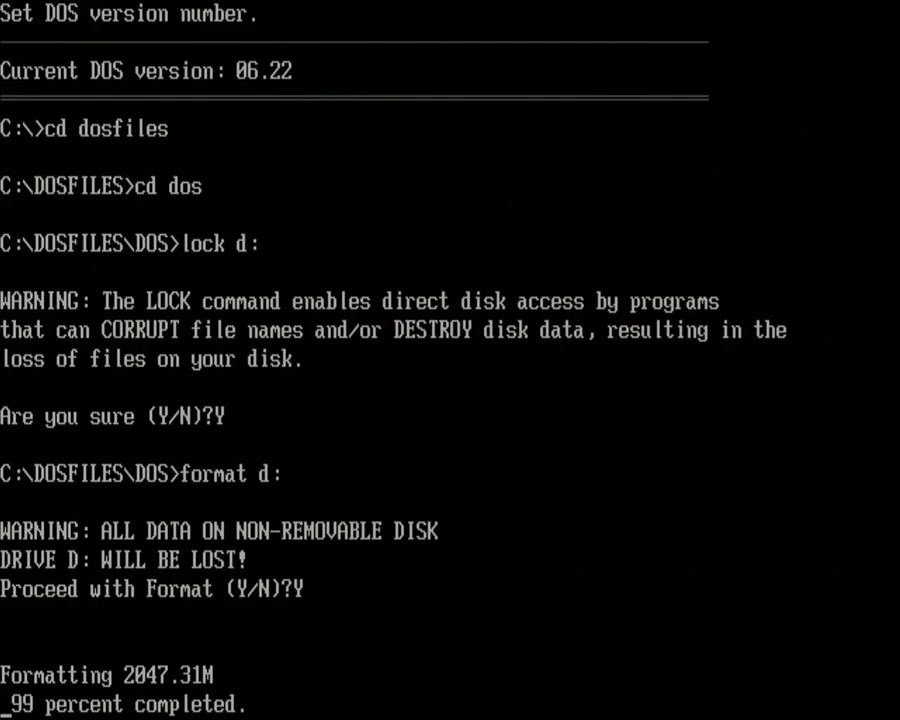 Set DOS version number.
Current DOS version: 06.22
C:\>cd dosfiles
C:\DOSFILES>cd dos
C:\DOSFILES\DOS>lock d:
WARNING: The LOCK command enables direct disk access by programs
that can CORRUPT file names and/or DESTROY disk data, resulting in the
loss of files on your disk.
Are you sure (Y/N)?Y
C:\DOSFILES\DOS>format d:
WARNING: ALL DATA ON NON-REMOVABLE DISK
DRIVE D: WILL BE LOST!
Proceed with Format (Y/N)?Y
Formatting 2047.31M
_99 percent completed.